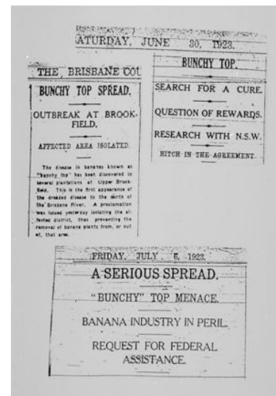 ATURDAY, JUNE 30, 1923.
THE, BRISBANE COU
BUNCHY TOP SPREAD.
OUTBREAK AT BROOK-
FIELD.
AFFECTED AREA ISOLATED.
The disease in bananas known as
"bunchy top" has been discovered in
several plantations at Upper Brook-
field. This is the first appearance of
the dreaded disease to the north of
the Brisbane River. A proclamation
was issued yesterday isolating the af-
fected district, thus preventing the
removal of banana plants from, or out
of, that area.
BUNCHY TOP.
SEARCH FOR A CURE.
QUESTION OF REWARDS.
RESEARCH WITH N.S.W.
HITCH IN THE AGREEMENT.
FRIDAY, JULY 6, 1923.
A SERIOUS SPREAD.
"BUNCHY" TOP MENACE.
BANANA INDUSTRY IN PERIL.
REQUEST FOR FEDERAL
ASSISTANCE.